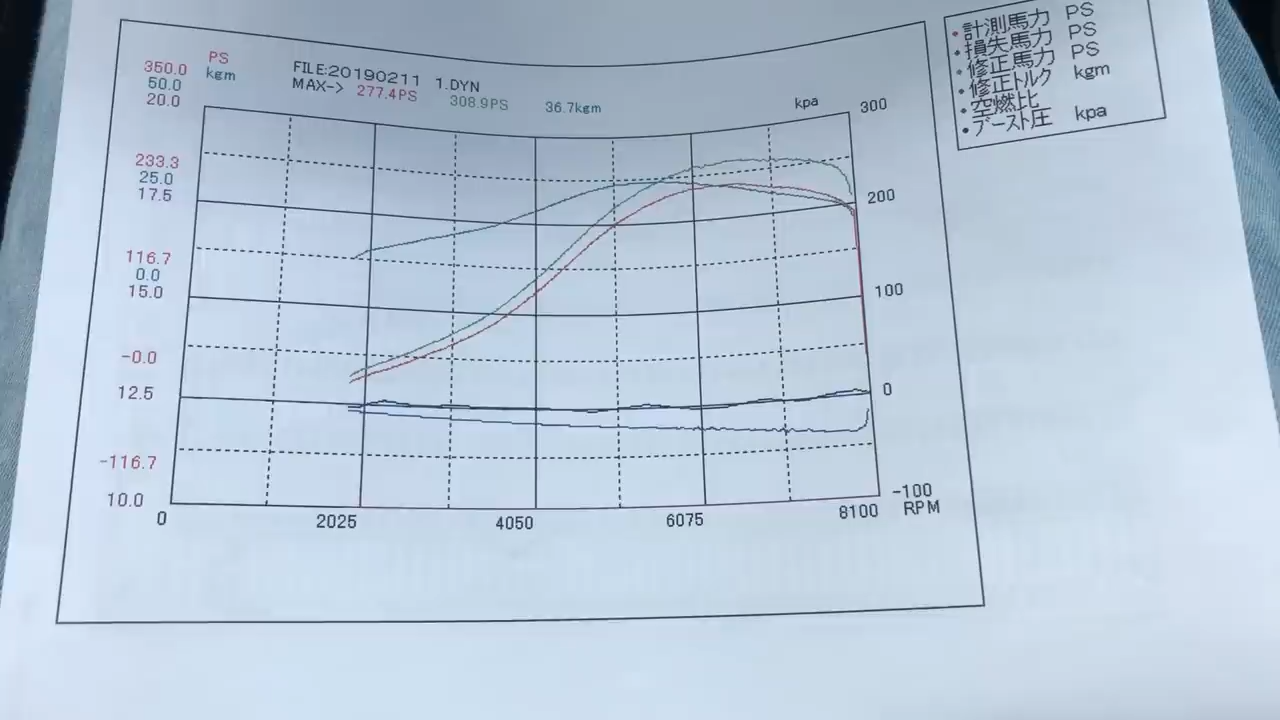 PS
kgm
FILE:20190211 1.DYN
MAX-> 277.4PS 308.9PS 36.7kgm
kpa
350.0
50.0
20.0
233.3
25.0
17.5
116.7
0.0
15.0
-0.0
12.5
-116.7
10.0
300
200
100
0
-100
0 2025 4050 6075 8100 RPM
計測馬力 PS
損失馬力 PS
修正馬力 PS
修正トルク kgm
空燃比
ブースト圧 kpa